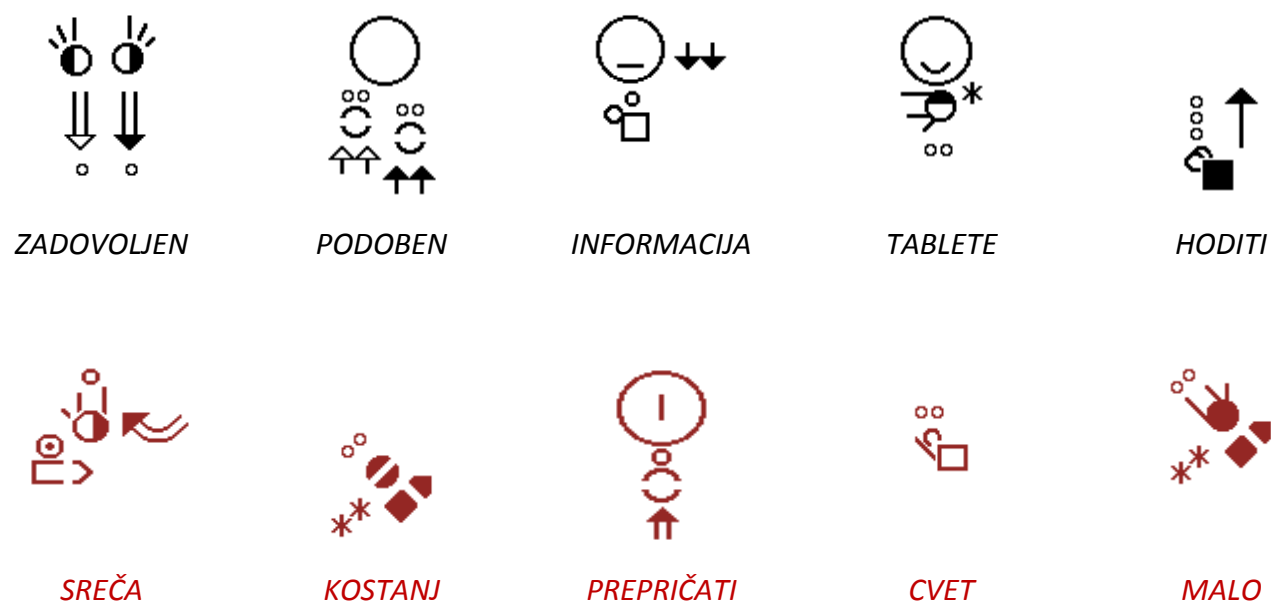 ZADOVOLJEN PODOBEN INFORMACIJA TABLETE HODITI
SREČA KOSTANJ PREPRIČATI CVET MALO